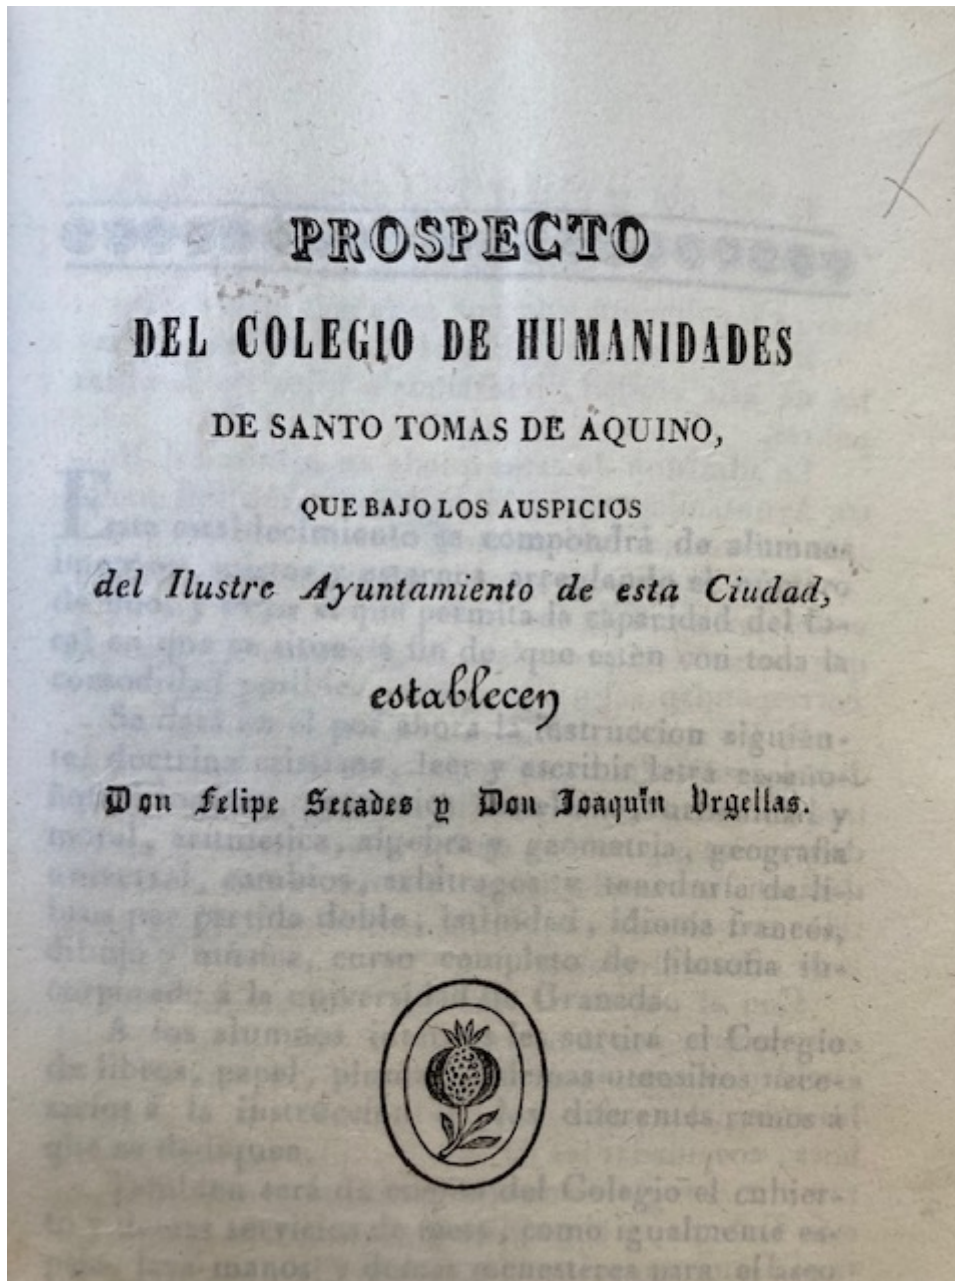 PROSPECTO
DEL COLEGIO DE HUMANIDADES
DE SANTO TOMAS DE AQUINO,
QUE BAJO LOS AUSPICIOS
del Ilustre Ayuntamiento de esta Ciudad,
establecen
Don Felipe Secades y Don Joaquin Urgellas.